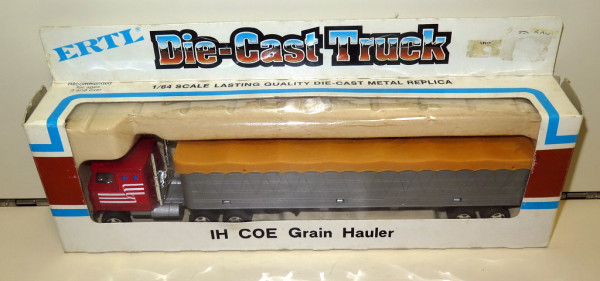 ERTL
Die-Cast Truck
1/64 SCALE LASTING QUALITY DIE-CAST METAL REPLICA
IH COE Grain Hauler